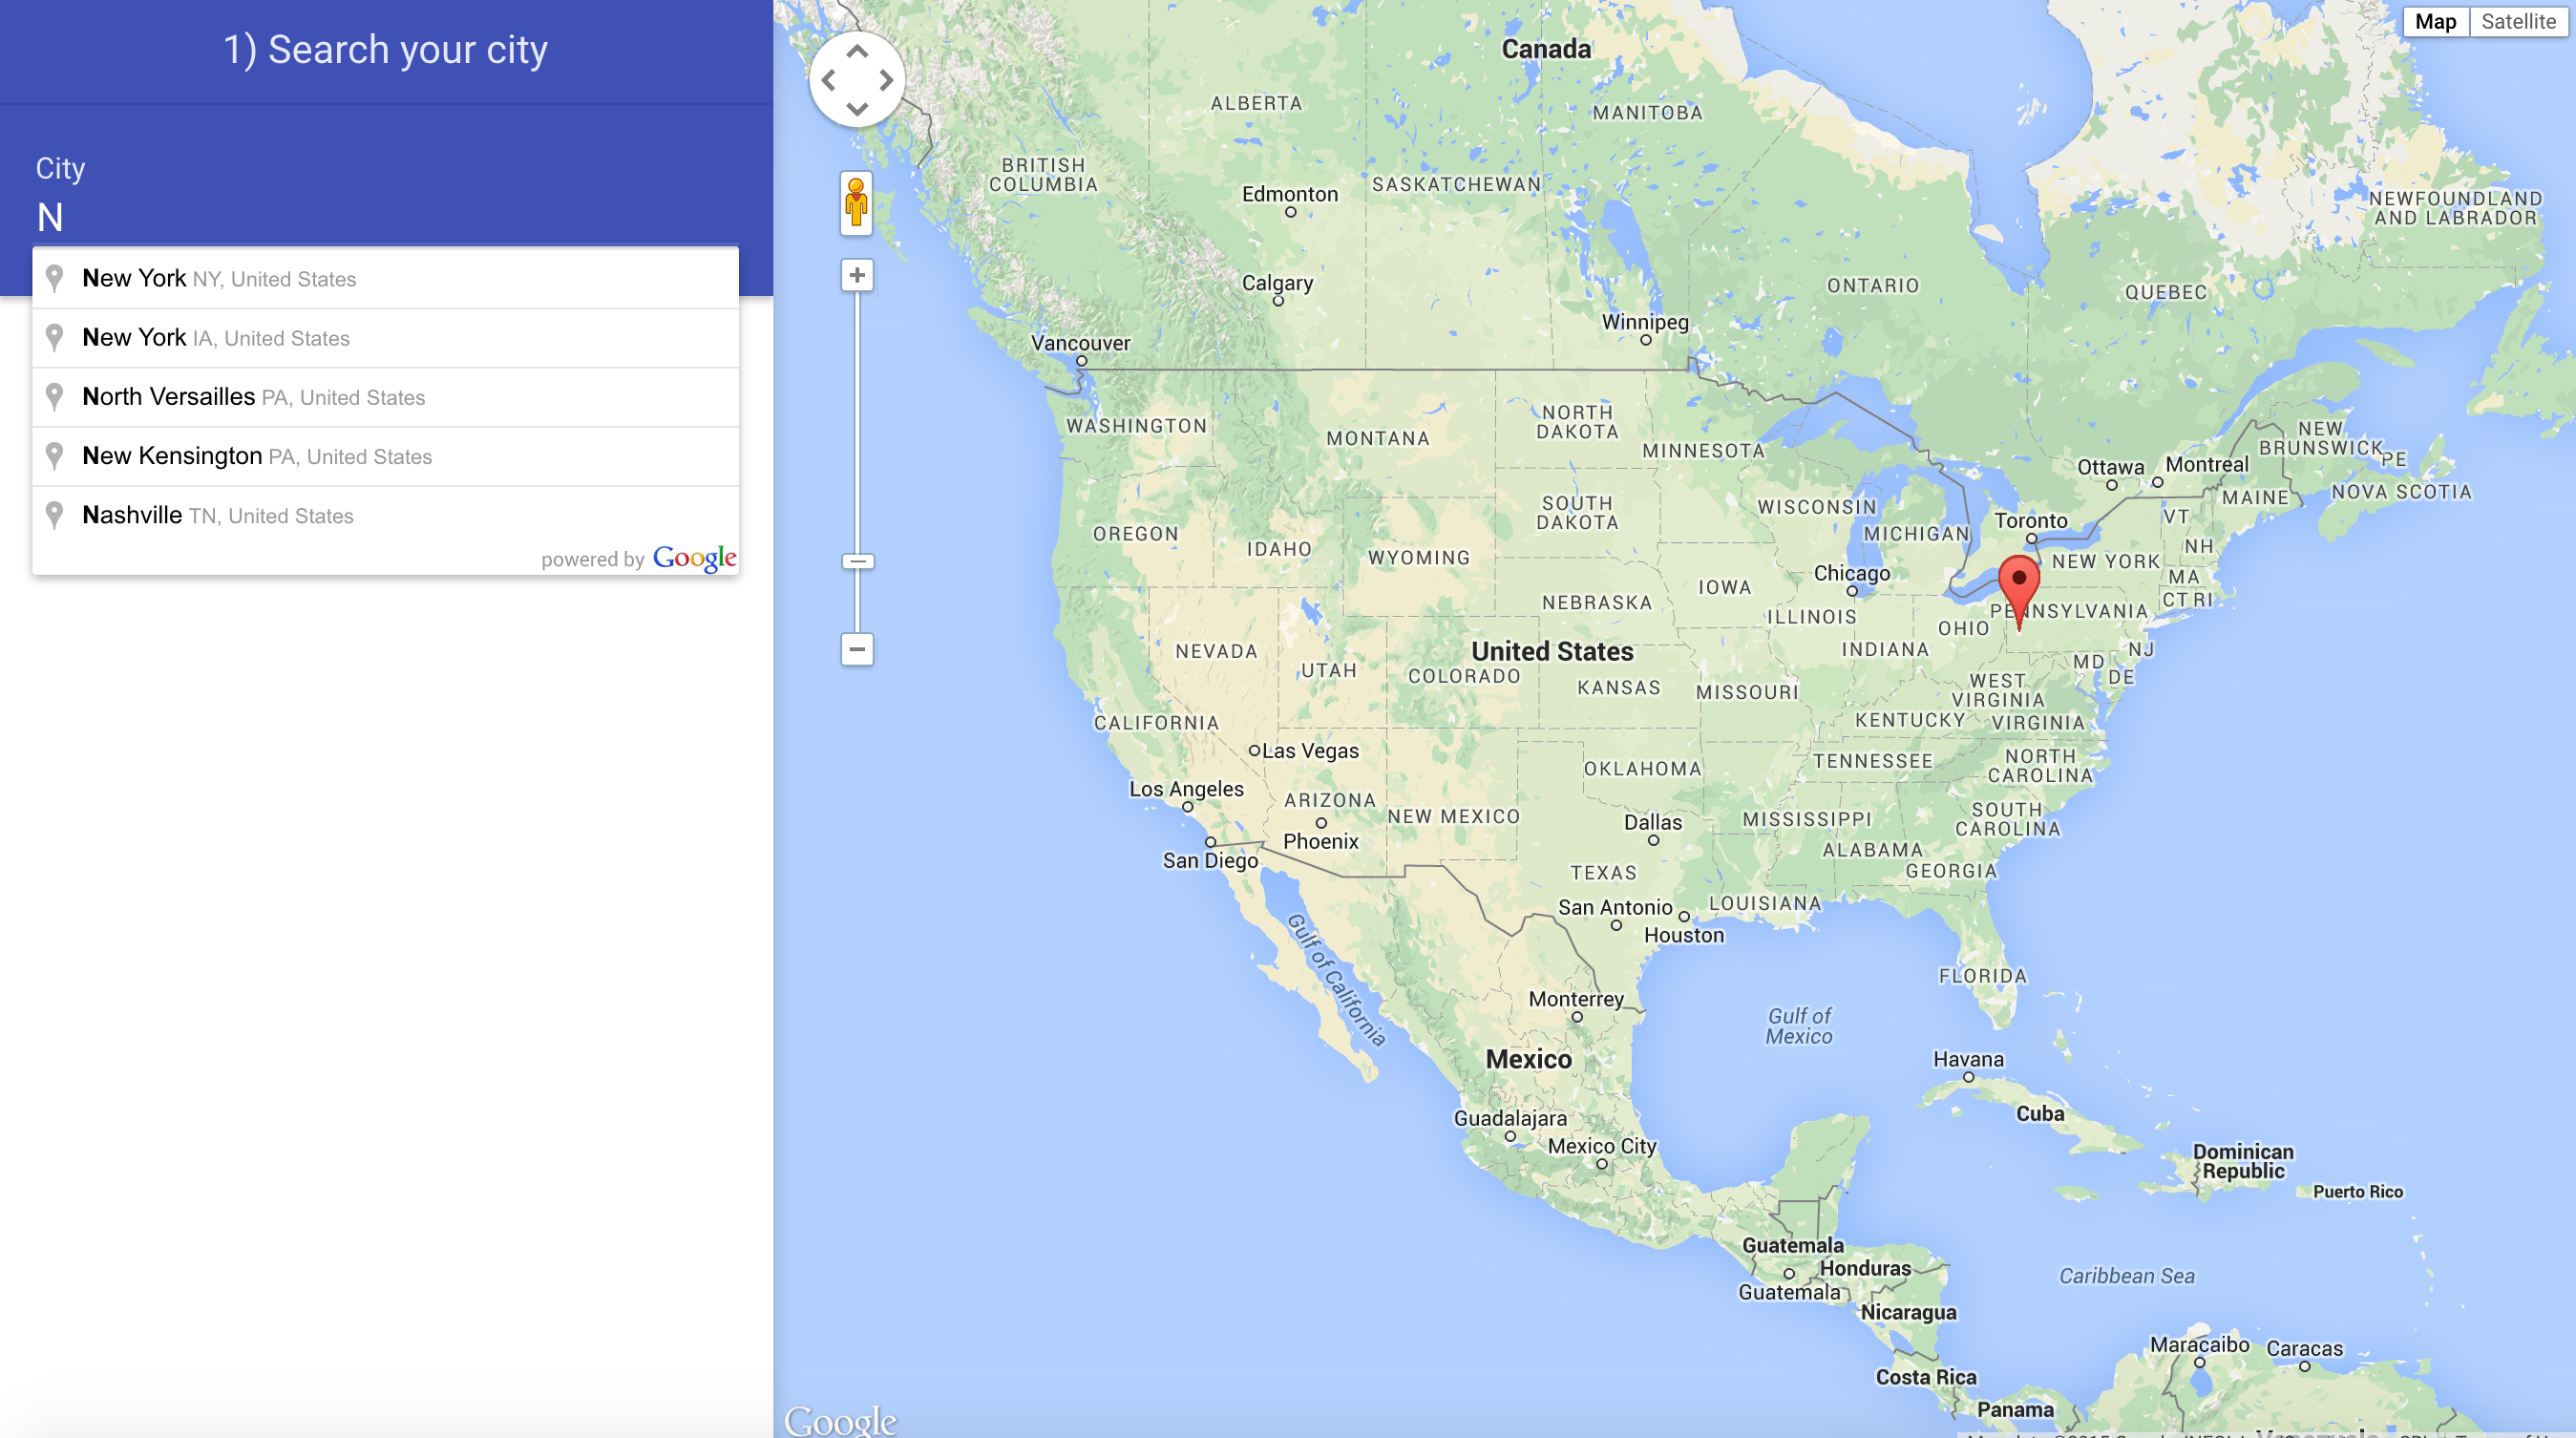 1) Search your city
City
N
New York NY, United States
New York IA, United States
North Versailles PA, United States
New Kensington PA, United States
Nashville TN, United States
powered by Google
Map Satellite
Canada
ALBERTA
MANITOBA
BRITISH
COLUMBIA
Edmonton
SASKATCHEWAN
NEWFOUNDLAND
AND LABRADOR
Calgary
ONTARIO
QUEBEC
Winnipeg
Vancouver
WASHINGTON
MONTANA
NORTH
DAKOTA
MINNESOTA
NEW
BRUNSWICK
PE
Ottawa
Montreal
MAINE
NOVA SCOTIA
SOUTH
DAKOTA
WISCONSIN
MICHIGAN
Toronto
VT
NH
OREGON
IDAHO
WYOMING
NEW YORK
MA
CT RI
Chicago
IOWA
NEBRASKA
ILLINOIS
PENNSYLVANIA
OHIO
INDIANA
NJ
NEVADA
UTAH
United States
COLORADO
KANSAS
MISSOURI
MD
DE
WEST
VIRGINIA
KENTUCKY
VIRGINIA
CALIFORNIA
Las Vegas
OKLAHOMA
TENNESSEE
NORTH
CAROLINA
Los Angeles
ARIZONA
NEW MEXICO
Phoenix
San Diego
Dallas
MISSISSIPPI
SOUTH
CAROLINA
ALABAMA
GEORGIA
TEXAS
San Antonio
LOUISIANA
Houston
FLORIDA
Gulf of California
Monterrey
Gulf of
Mexico
Mexico
Havana
Cuba
Guadalajara
Mexico City
Dominican
Republic
Puerto Rico
Guatemala
Honduras
Guatemala
Nicaragua
Caribbean Sea
Maracaibo
Caracas
Costa Rica
Panama
Google